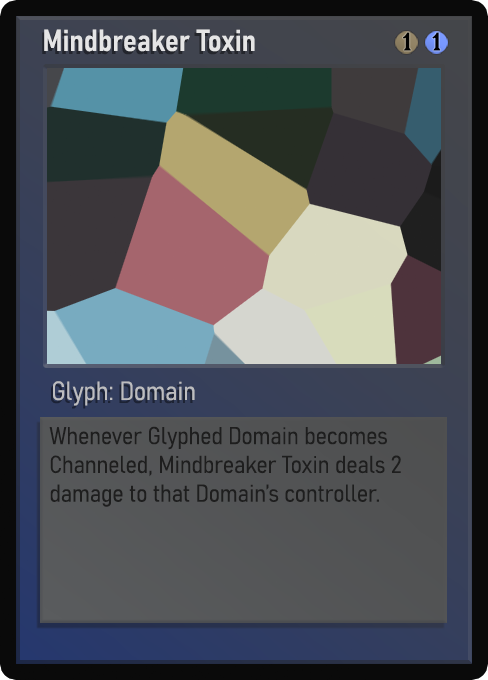 Mindbreaker Toxin 1 1
Glyph: Domain
Whenever Glyphed Domain becomes
Channeled, Mindbreaker Toxin deals 2
damage to that Domain's controller.